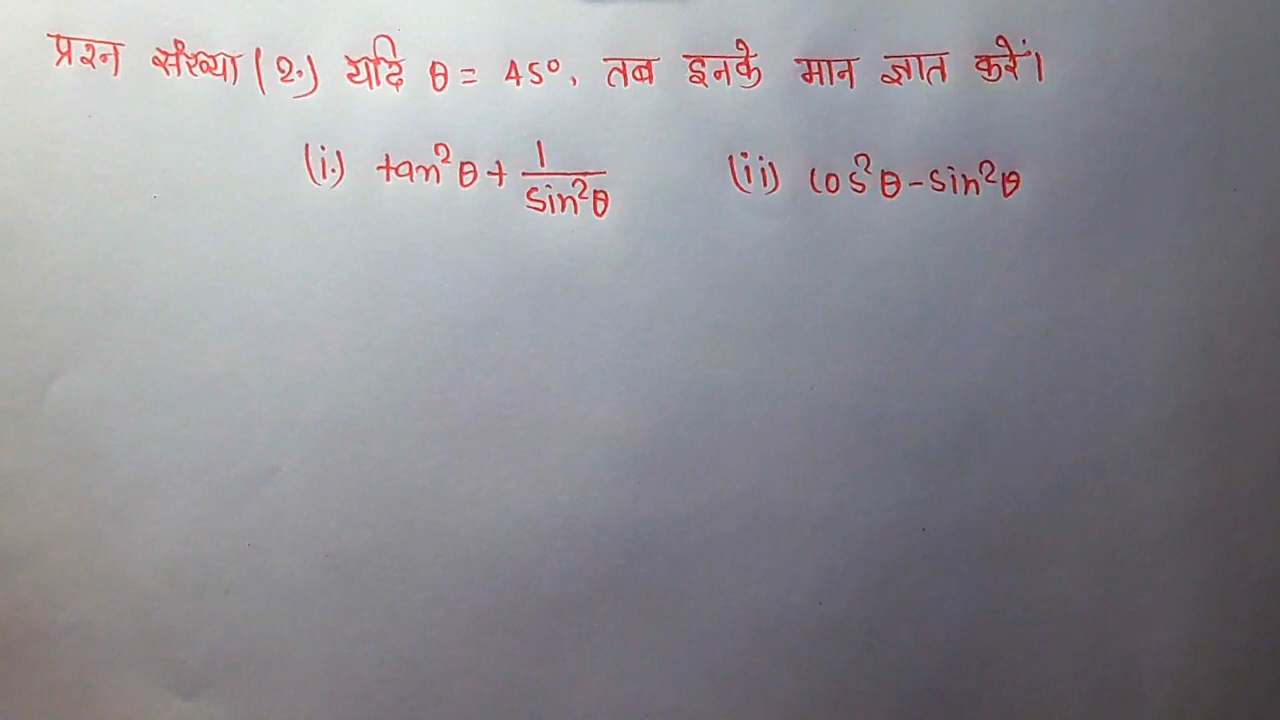 प्रश्न संख्या (2.) यदि θ = 45°, तब इनके मान ज्ञात करें।
(i.) tan²θ + 1/sin²θ (ii) cos²θ - sin²θ